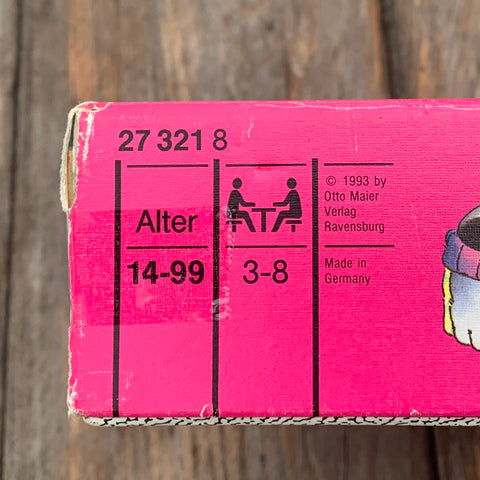 27 321 8
Alter
14-99
3-8
© 1993 by
Otto Maier
Verlag
Ravensburg
Made in
Germany